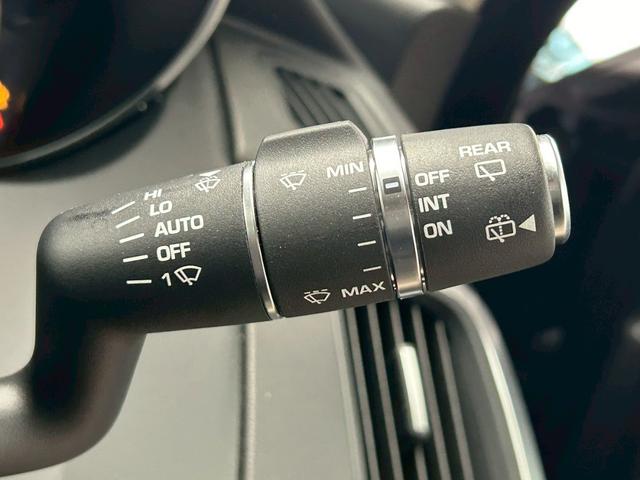 HI
LO
AUTO
OFF
1
MIN
MAX
REAR
OFF
INT
ON